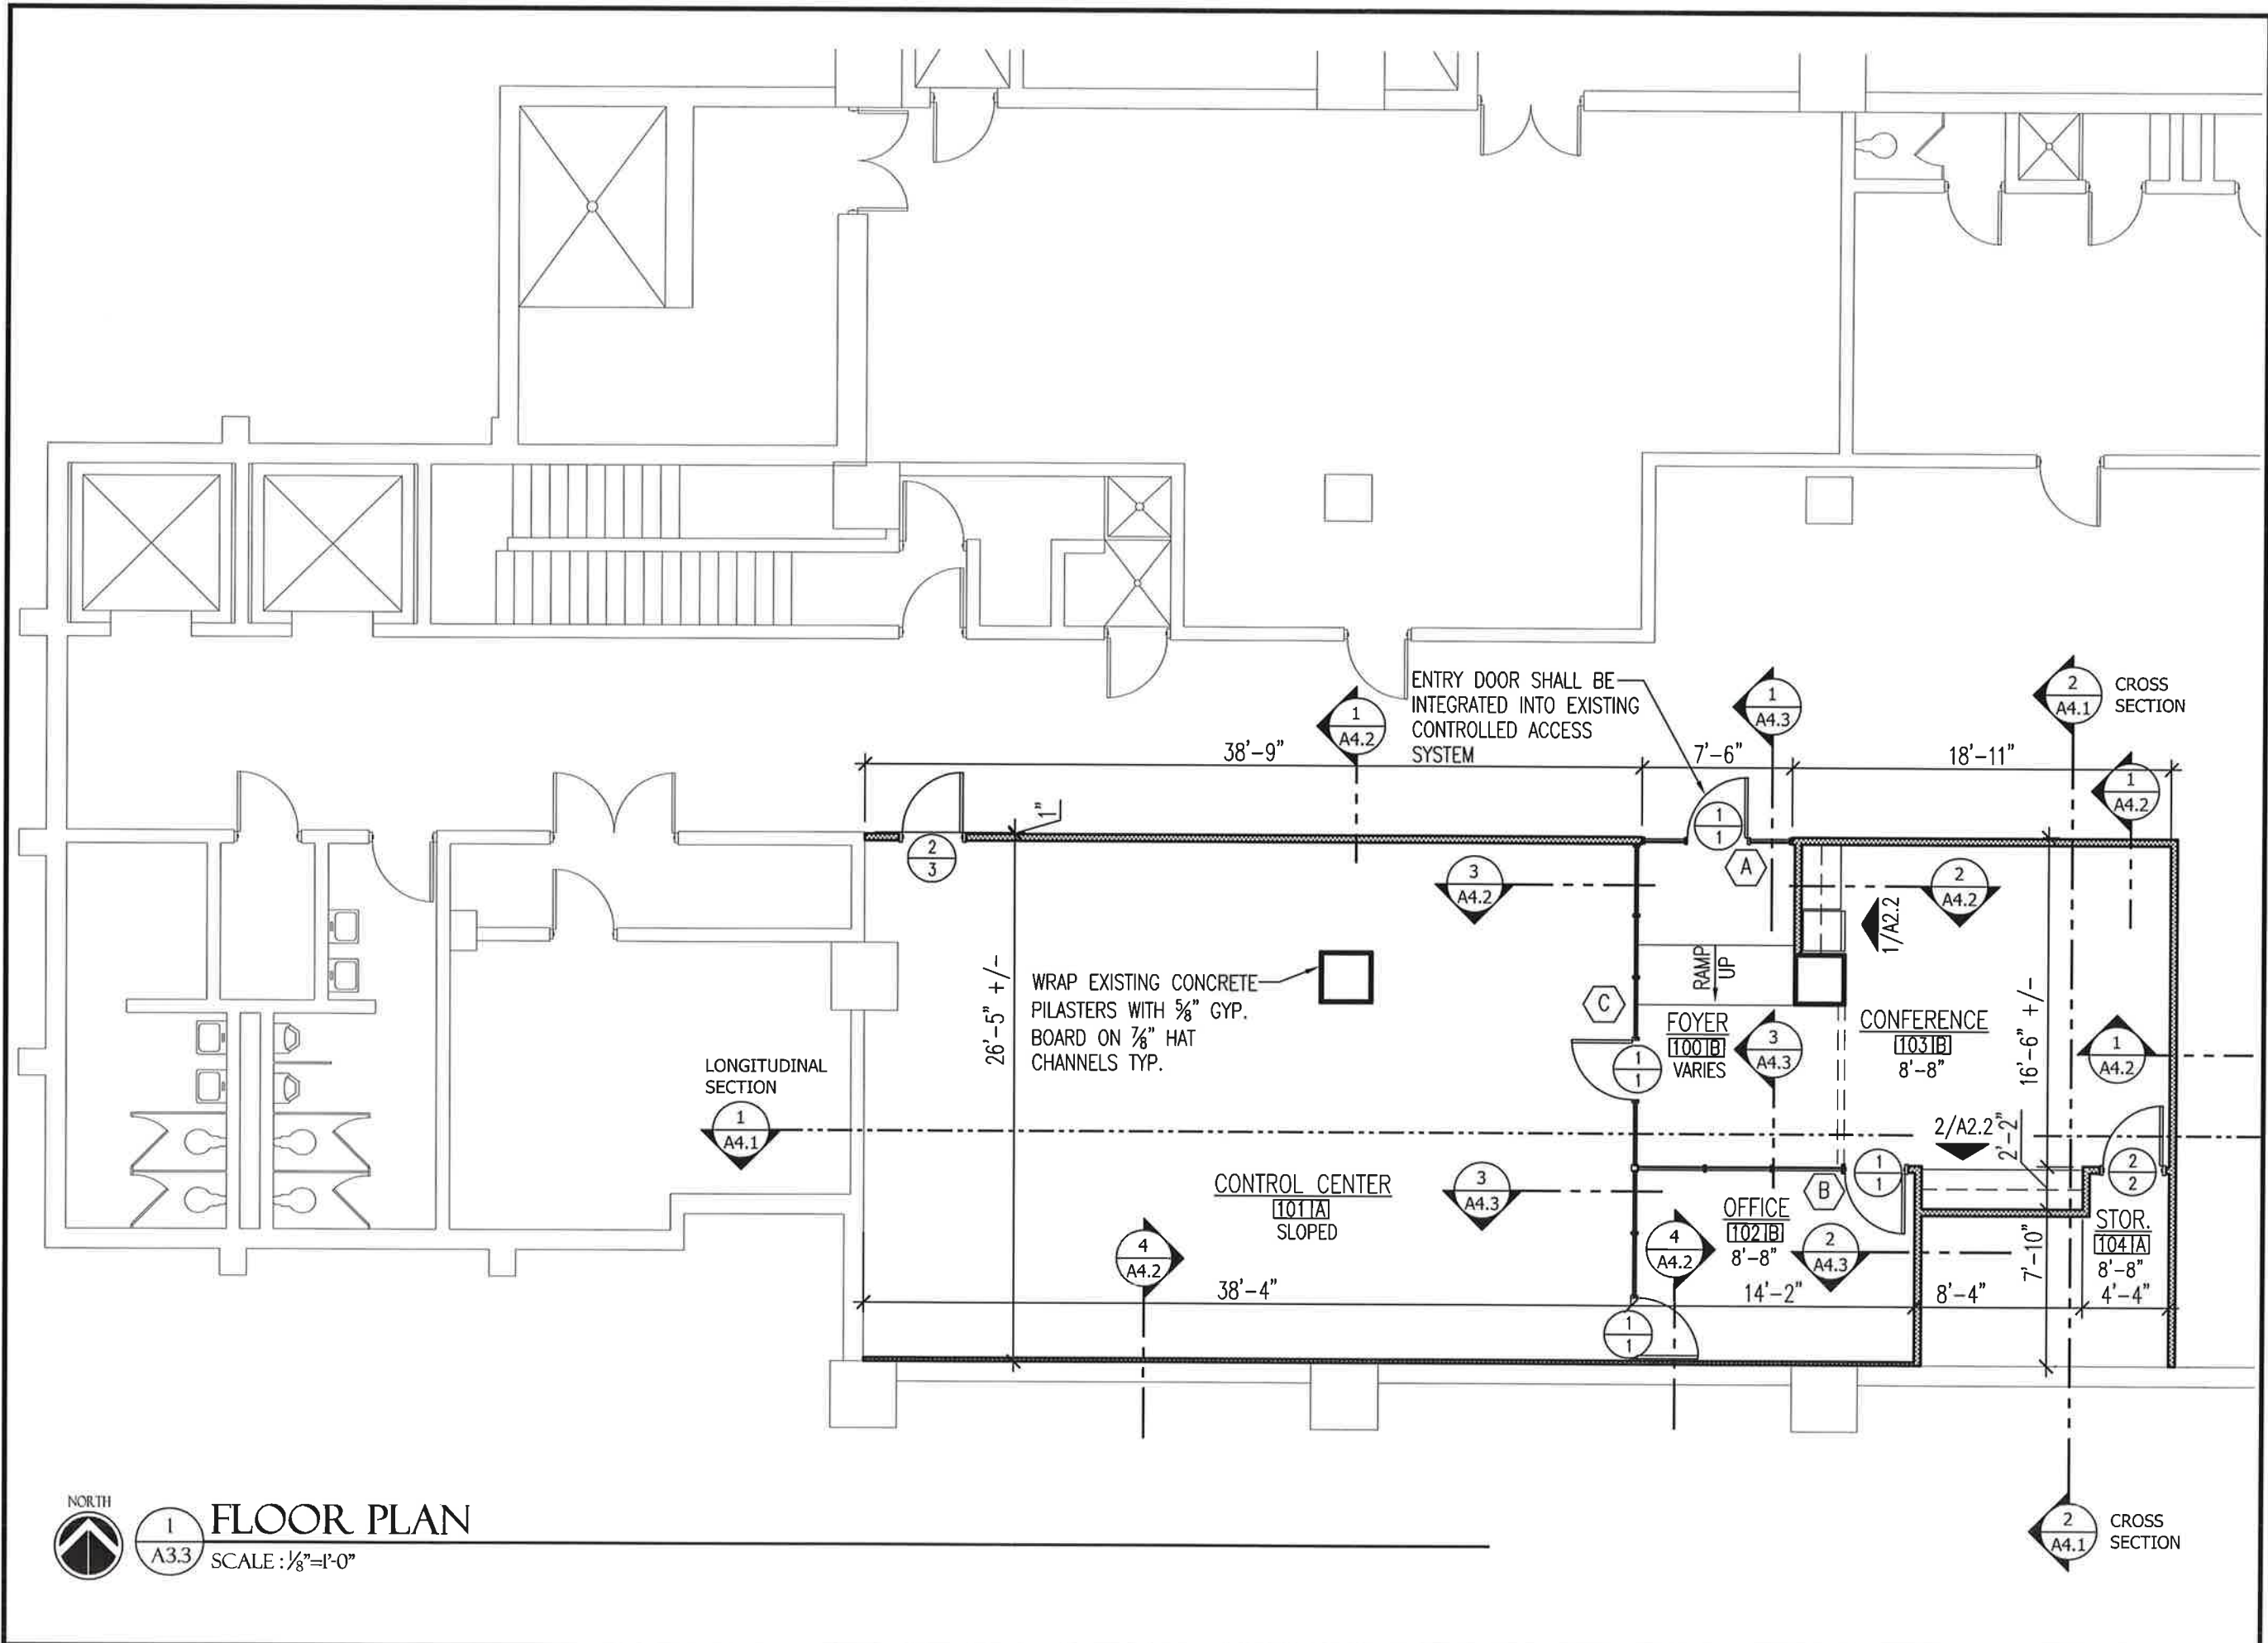 ENTRY DOOR SHALL BE
INTEGRATED INTO EXISTING
CONTROLLED ACCESS
SYSTEM
1
A4.2
1
A4.3
2
A4.1
CROSS
SECTION
38'-9"
7'-6"
18'-11"
1
A4.2
1"
2
3
1
1
A
3
A4.2
2
A4.2
1/A2.2
26'-5" +/-
WRAP EXISTING CONCRETE
PILASTERS WITH ⅝" GYP.
BOARD ON ⅞" HAT
CHANNELS TYP.
RAMP
UP
C
FOYER
100 B
VARIES
3
A4.3
CONFERENCE
103 B
8'-8"
16'-6" +/-
1
A4.2
1
1
LONGITUDINAL
SECTION
1
A4.1
2/A2.2
2'-2"
CONTROL CENTER
101 A
SLOPED
3
A4.3
1
1
B
2
2
OFFICE
102 B
8'-8"
STOR.
104 A
8'-8"
4
A4.2
4
A4.2
2
A4.3
7'-10"
38'-4"
14'-2"
8'-4"
4'-4"
1
1
NORTH
1
A3.3
FLOOR PLAN
SCALE : ⅛"=1'-0"
2
A4.1
CROSS
SECTION